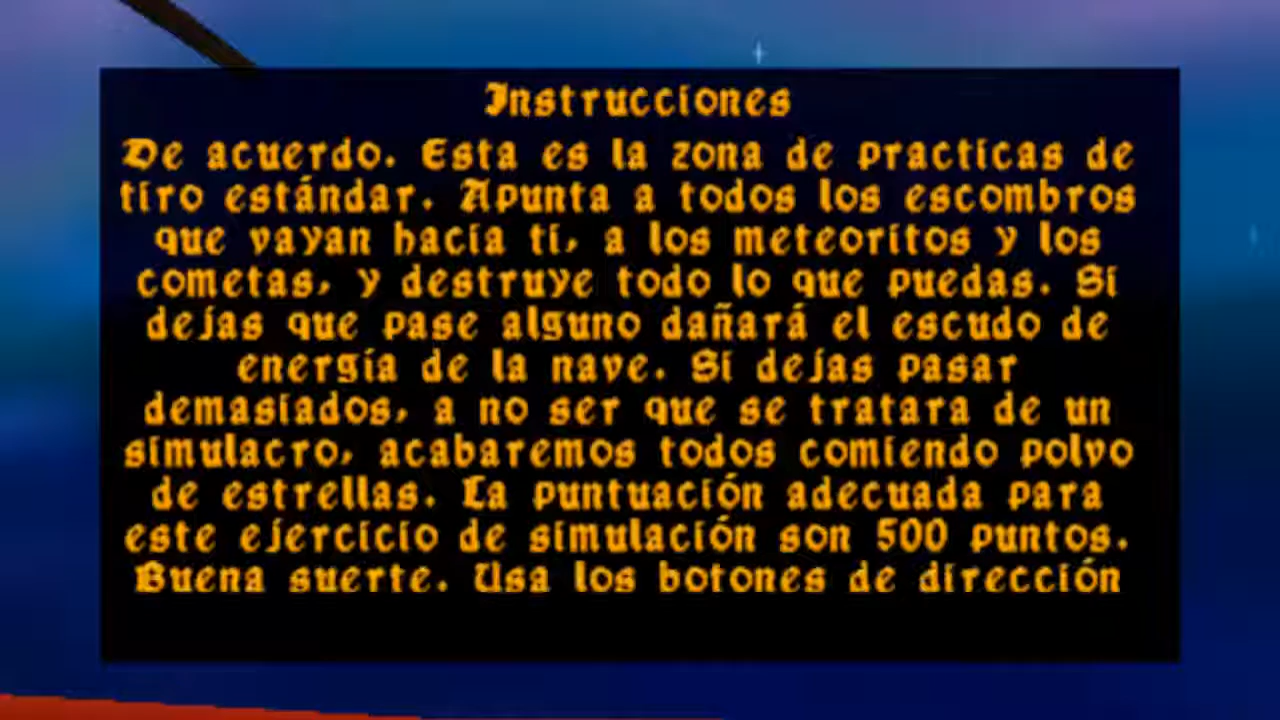 Instrucciones
De acuerdo. Esta es la zona de practicas de
tiro estándar. Apunta a todos los escombros
que vayan hacia ti, a los meteoritos y los
cometas, y destruye todo lo que puedas. Si
dejas que pase alguno dañará el escudo de
energía de la nave. Si dejas pasar
demasiados, a no ser que se tratara de un
simulacro, acabaremos todos comiendo polvo
de estrellas. La puntuación adecuada para
este ejercicio de simulación son 500 puntos.
Buena suerte. Usa los botones de dirección